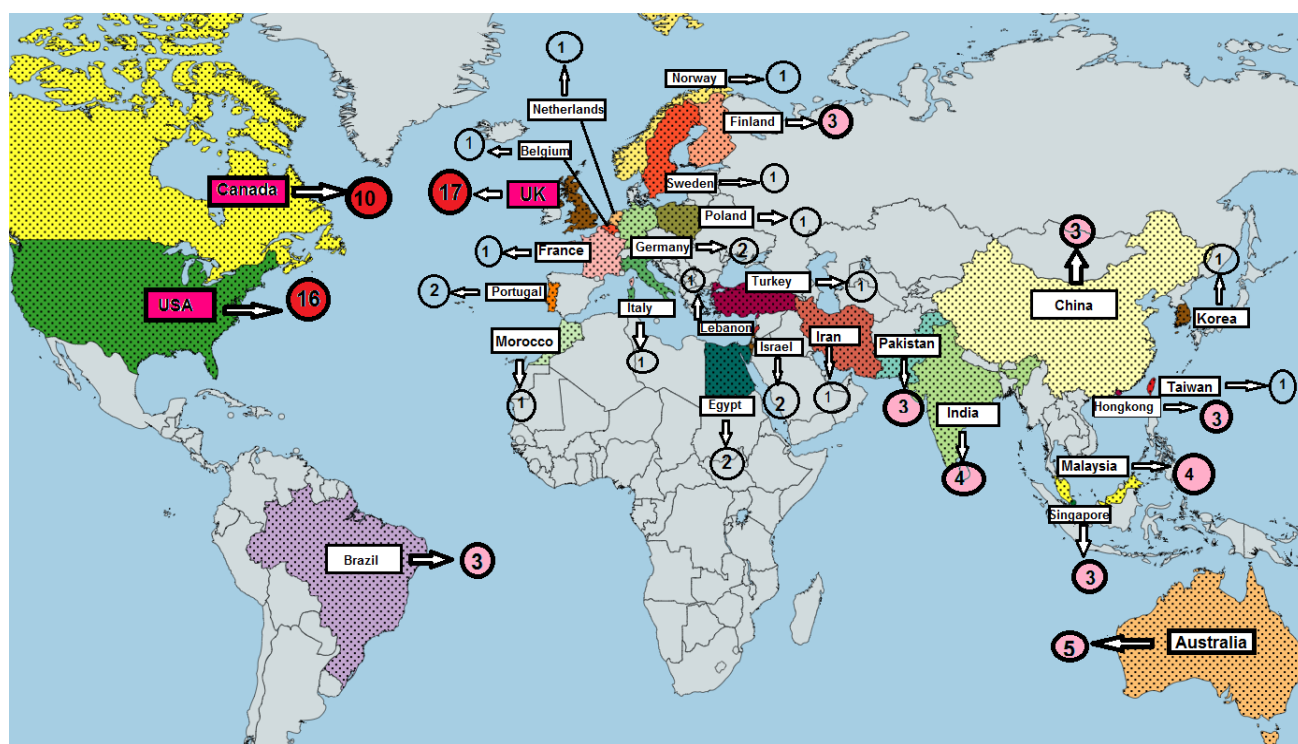 1
Norway
1
Netherlands
Finland
3
1
Belgium
Canada
10
17
UK
Sweden
1
Poland
1
3
France
1
Germany
2
1
USA
16
Portugal
2
Italy
1
1
Turkey
1
Lebanon
China
Korea
1
Morocco
1
Israel
2
Iran
1
Pakistan
3
Egypt
2
India
4
Taiwan
1
Hongkong
3
Malaysia
4
Singapore
3
Brazil
3
Australia
5